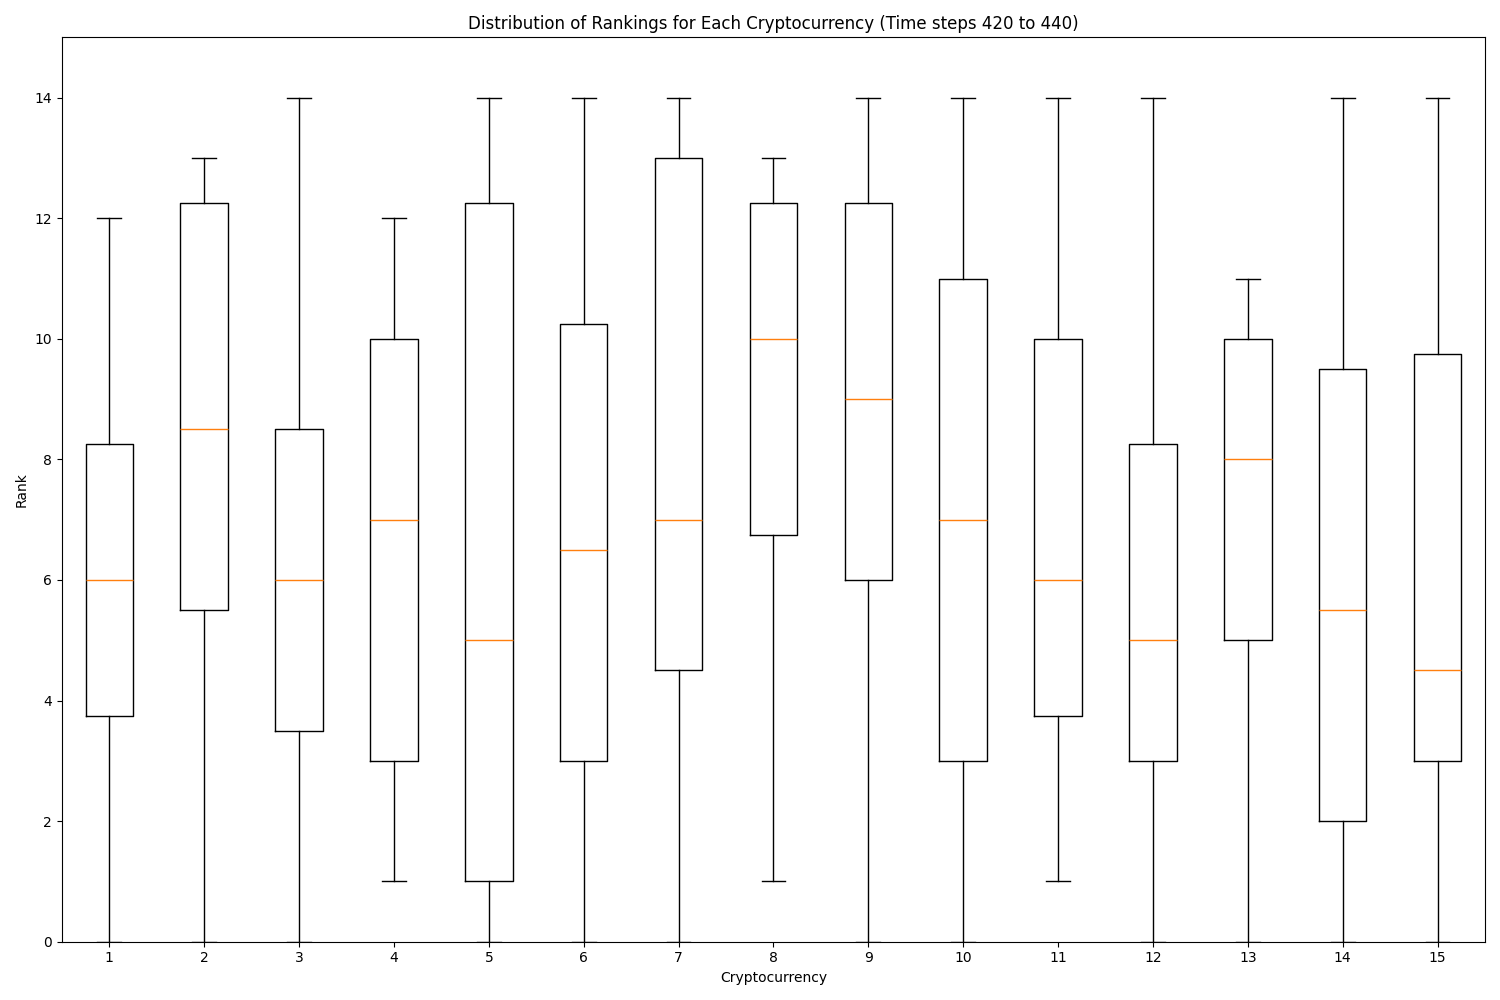 Distribution of Rankings for Each Cryptocurrency (Time steps 420 to 440)
14
12
10
8
6
4
2
0
Rank
1 2 3 4 5 6 7 8 9 10 11 12 13 14 15
Cryptocurrency